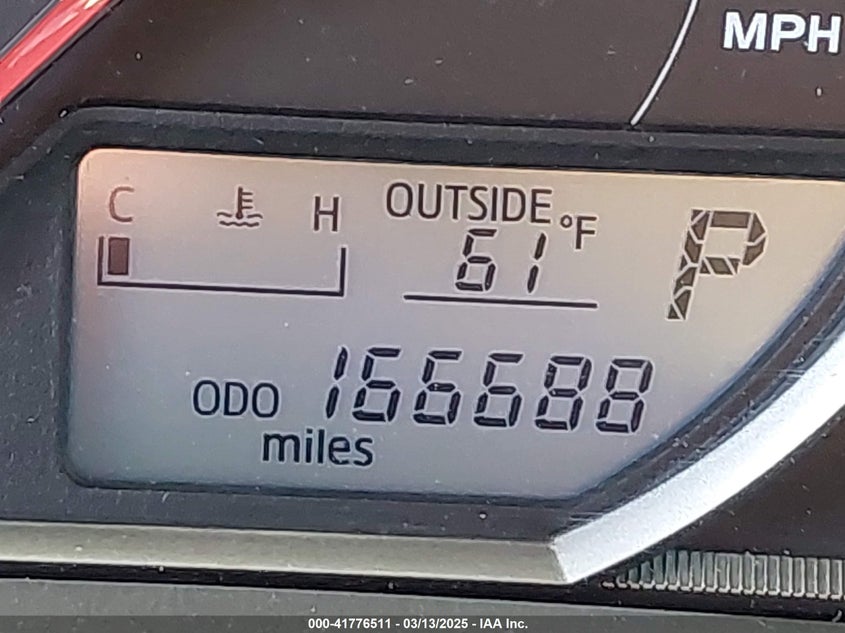 MPH
C H OUTSIDE °F
61
P
ODO 166688
miles
000-41776511 - 03/13/2025 - IAA Inc.